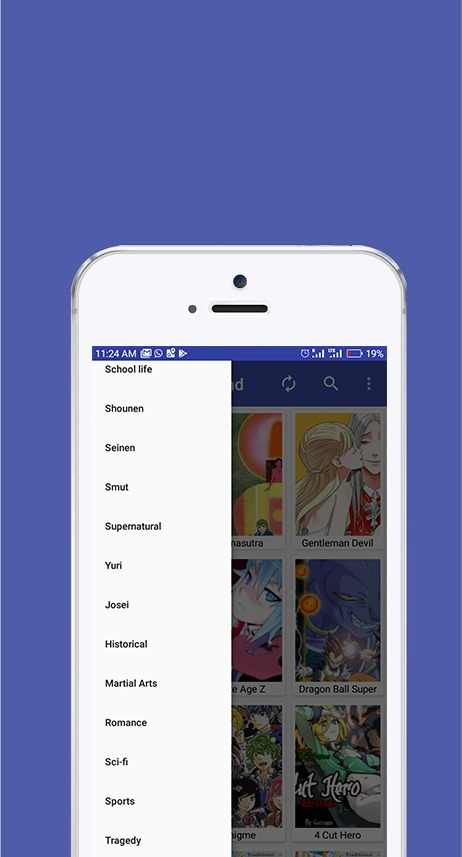 11:24 AM
19%
School life
nd
Shounen
Seinen
Smut
Supernatural
masutra
Gentleman Devil
Yuri
Josei
Historical
Martial Arts
e Age Z
Dragon Ball Super
Romance
Sci-fi
Sports
Cut Hero
nigme
4 Cut Hero
Tragedy